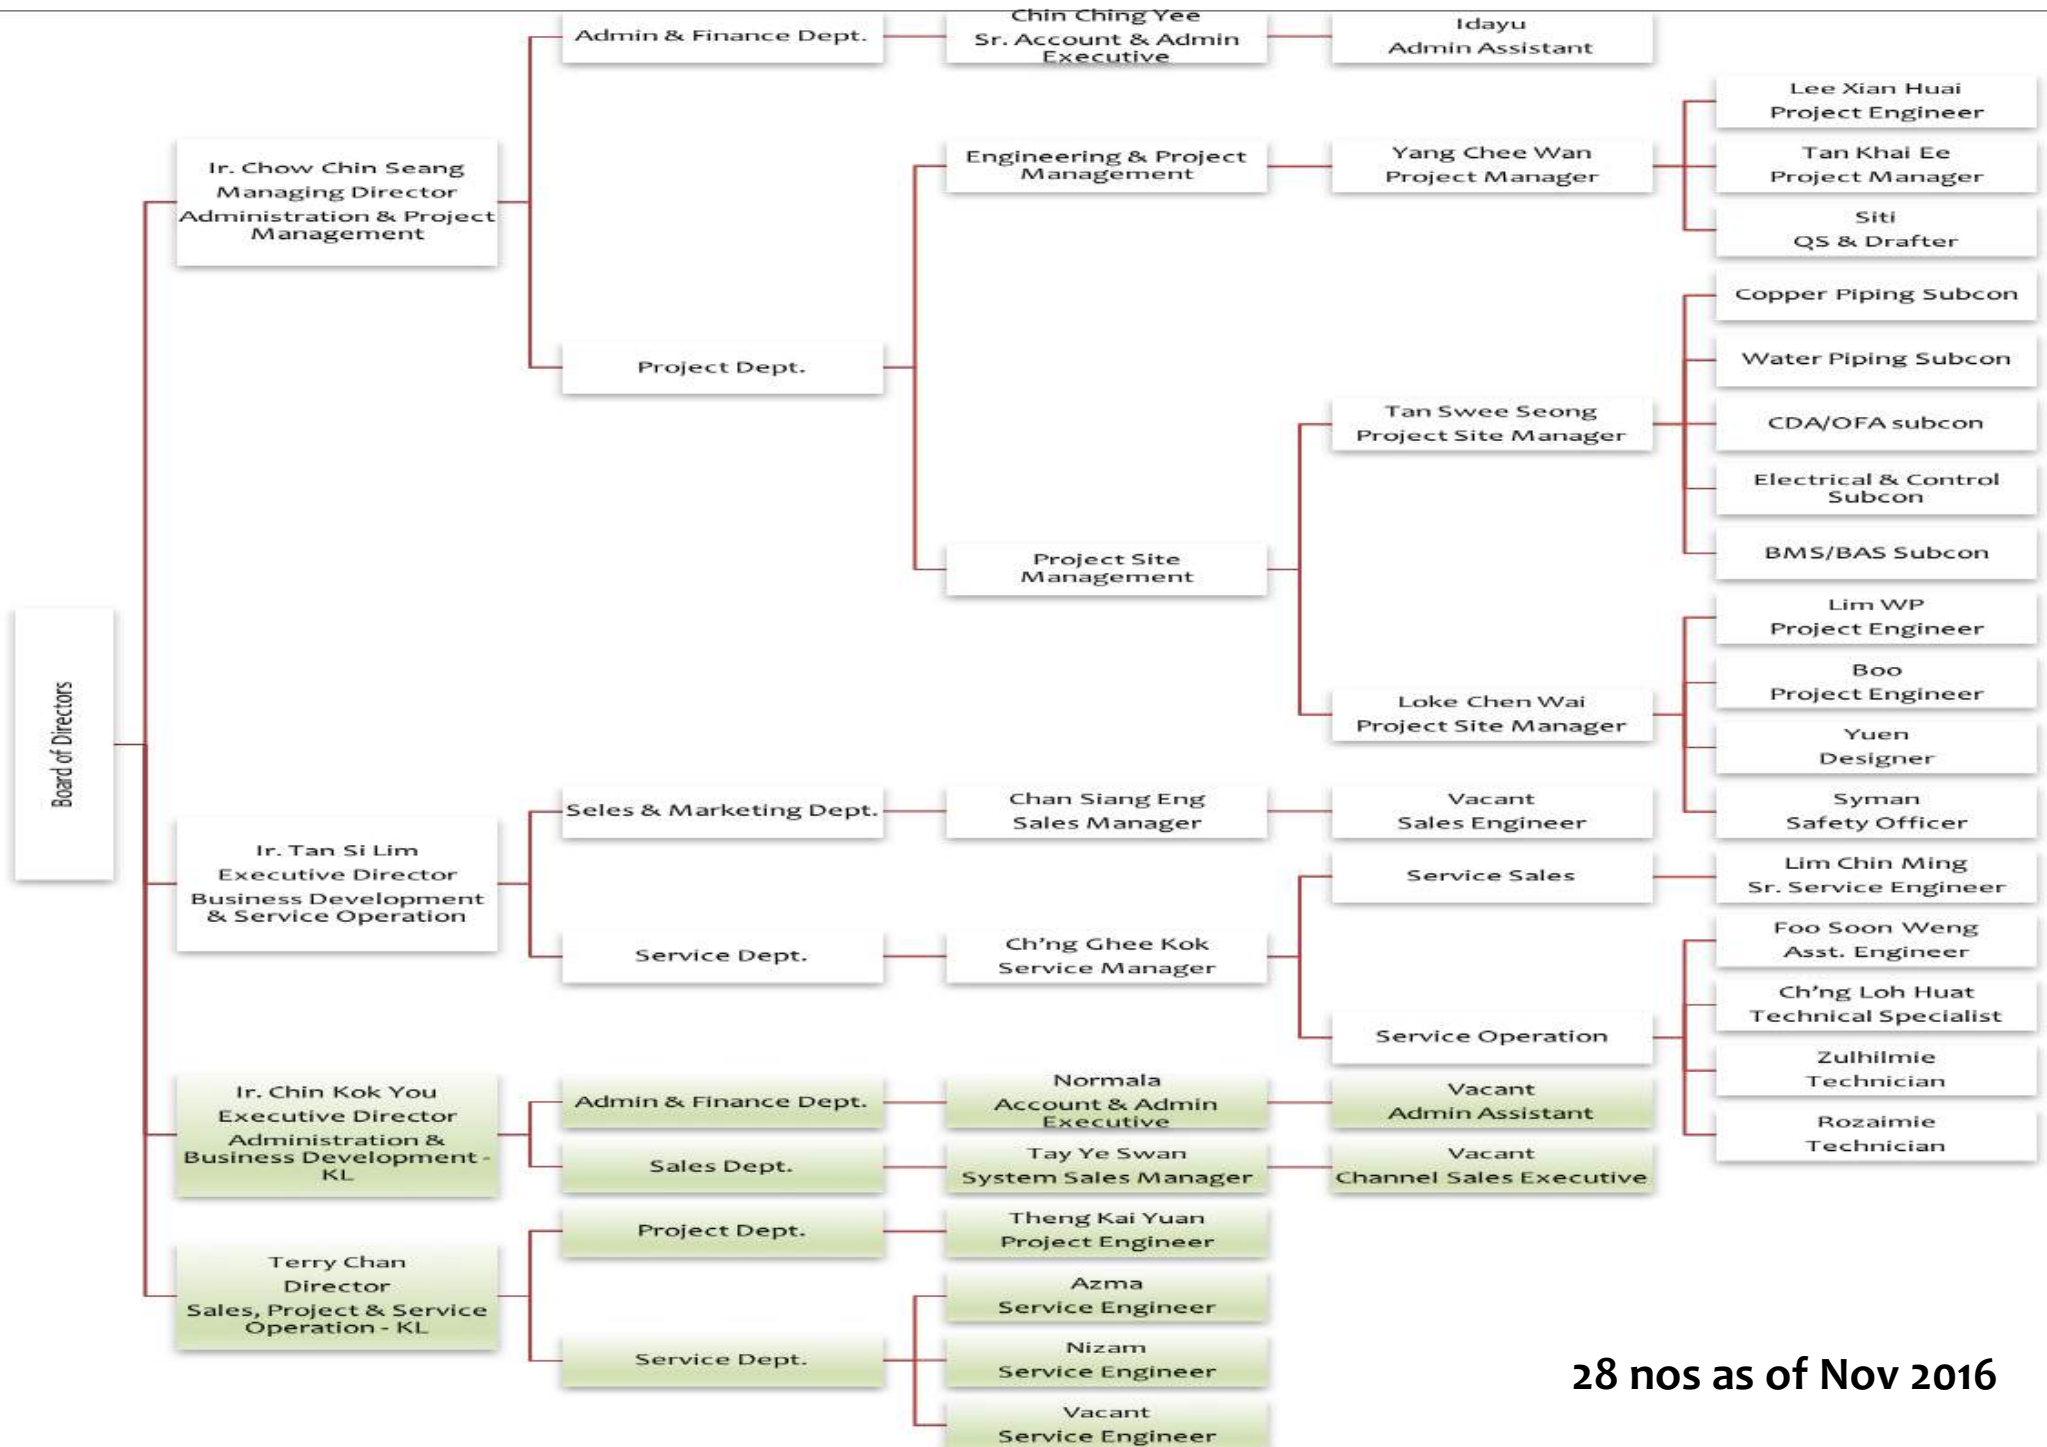 Board of Directors
Ir. Chow Chin Seang
Managing Director
Administration & Project
Management
Admin & Finance Dept.
Chin Ching Yee
Sr. Account & Admin
Executive
Idayu
Admin Assistant
Project Dept.
Engineering & Project
Management
Yang Chee Wan
Project Manager
Lee Xian Huai
Project Engineer
Tan Khai Ee
Project Manager
Siti
QS & Drafter
Project Site
Management
Tan Swee Seong
Project Site Manager
Copper Piping Subcon
Water Piping Subcon
CDA/OFA subcon
Electrical & Control
Subcon
BMS/BAS Subcon
Loke Chen Wai
Project Site Manager
Lim WP
Project Engineer
Boo
Project Engineer
Yuen
Designer
Syman
Safety Officer
Ir. Tan Si Lim
Executive Director
Business Development
& Service Operation
Seles & Marketing Dept.
Chan Siang Eng
Sales Manager
Vacant
Sales Engineer
Service Dept.
Ch'ng Ghee Kok
Service Manager
Service Sales
Lim Chin Ming
Sr. Service Engineer
Service Operation
Foo Soon Weng
Asst. Engineer
Ch'ng Loh Huat
Technical Specialist
Zulhilmie
Technician
Rozaimie
Technician
Ir. Chin Kok You
Executive Director
Administration &
Business Development -
KL
Admin & Finance Dept.
Normala
Account & Admin
Executive
Vacant
Admin Assistant
Sales Dept.
Tay Ye Swan
System Sales Manager
Vacant
Channel Sales Executive
Terry Chan
Director
Sales, Project & Service
Operation - KL
Project Dept.
Theng Kai Yuan
Project Engineer
Service Dept.
Azma
Service Engineer
Nizam
Service Engineer
Vacant
Service Engineer
28 nos as of Nov 2016